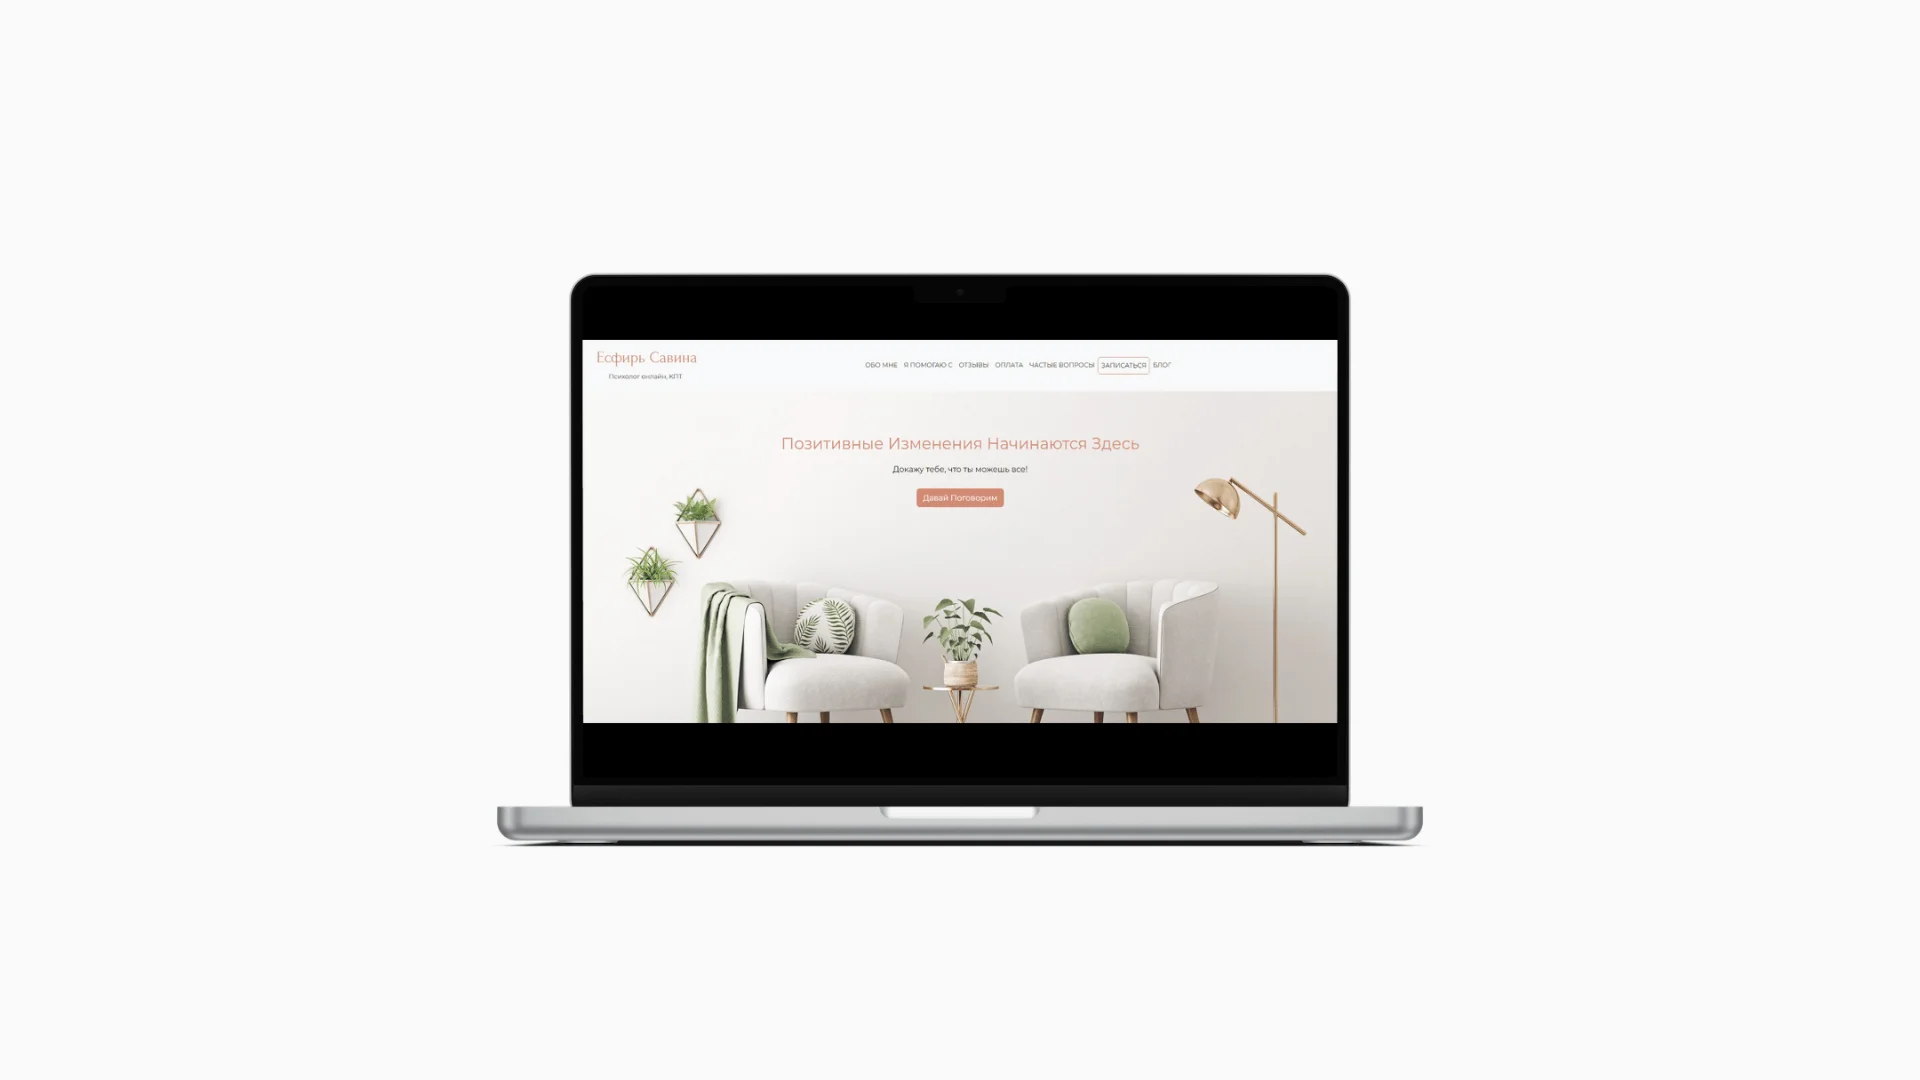 Есфирь Савина
Психолог онлайн, КПТ
ОБО МНЕ Я ПОМОГАЮ С ОТЗЫВЫ ОПЛАТА ЧАСТЫЕ ВОПРОСЫ ЗАПИСАТЬСЯ БЛОГ
Позитивные Изменения Начинаются Здесь
Докажу тебе, что ты можешь все!
Давай Поговорим